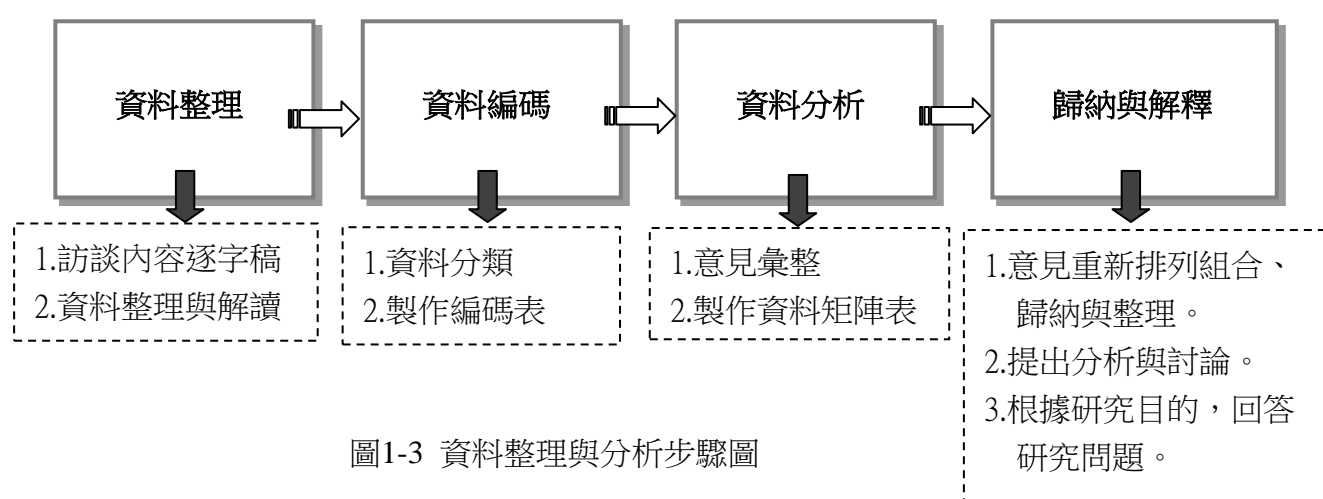 資料整理
資料編碼
資料分析
歸納與解釋
1.訪談內容逐字稿
2.資料整理與解讀
1.資料分類
2.製作編碼表
1.意見彙整
2.製作資料矩陣表
1.意見重新排列組合、
歸納與整理。
2.提出分析與討論。
3.根據研究目的，回答
研究問題。
圖1-3 資料整理與分析步驟圖